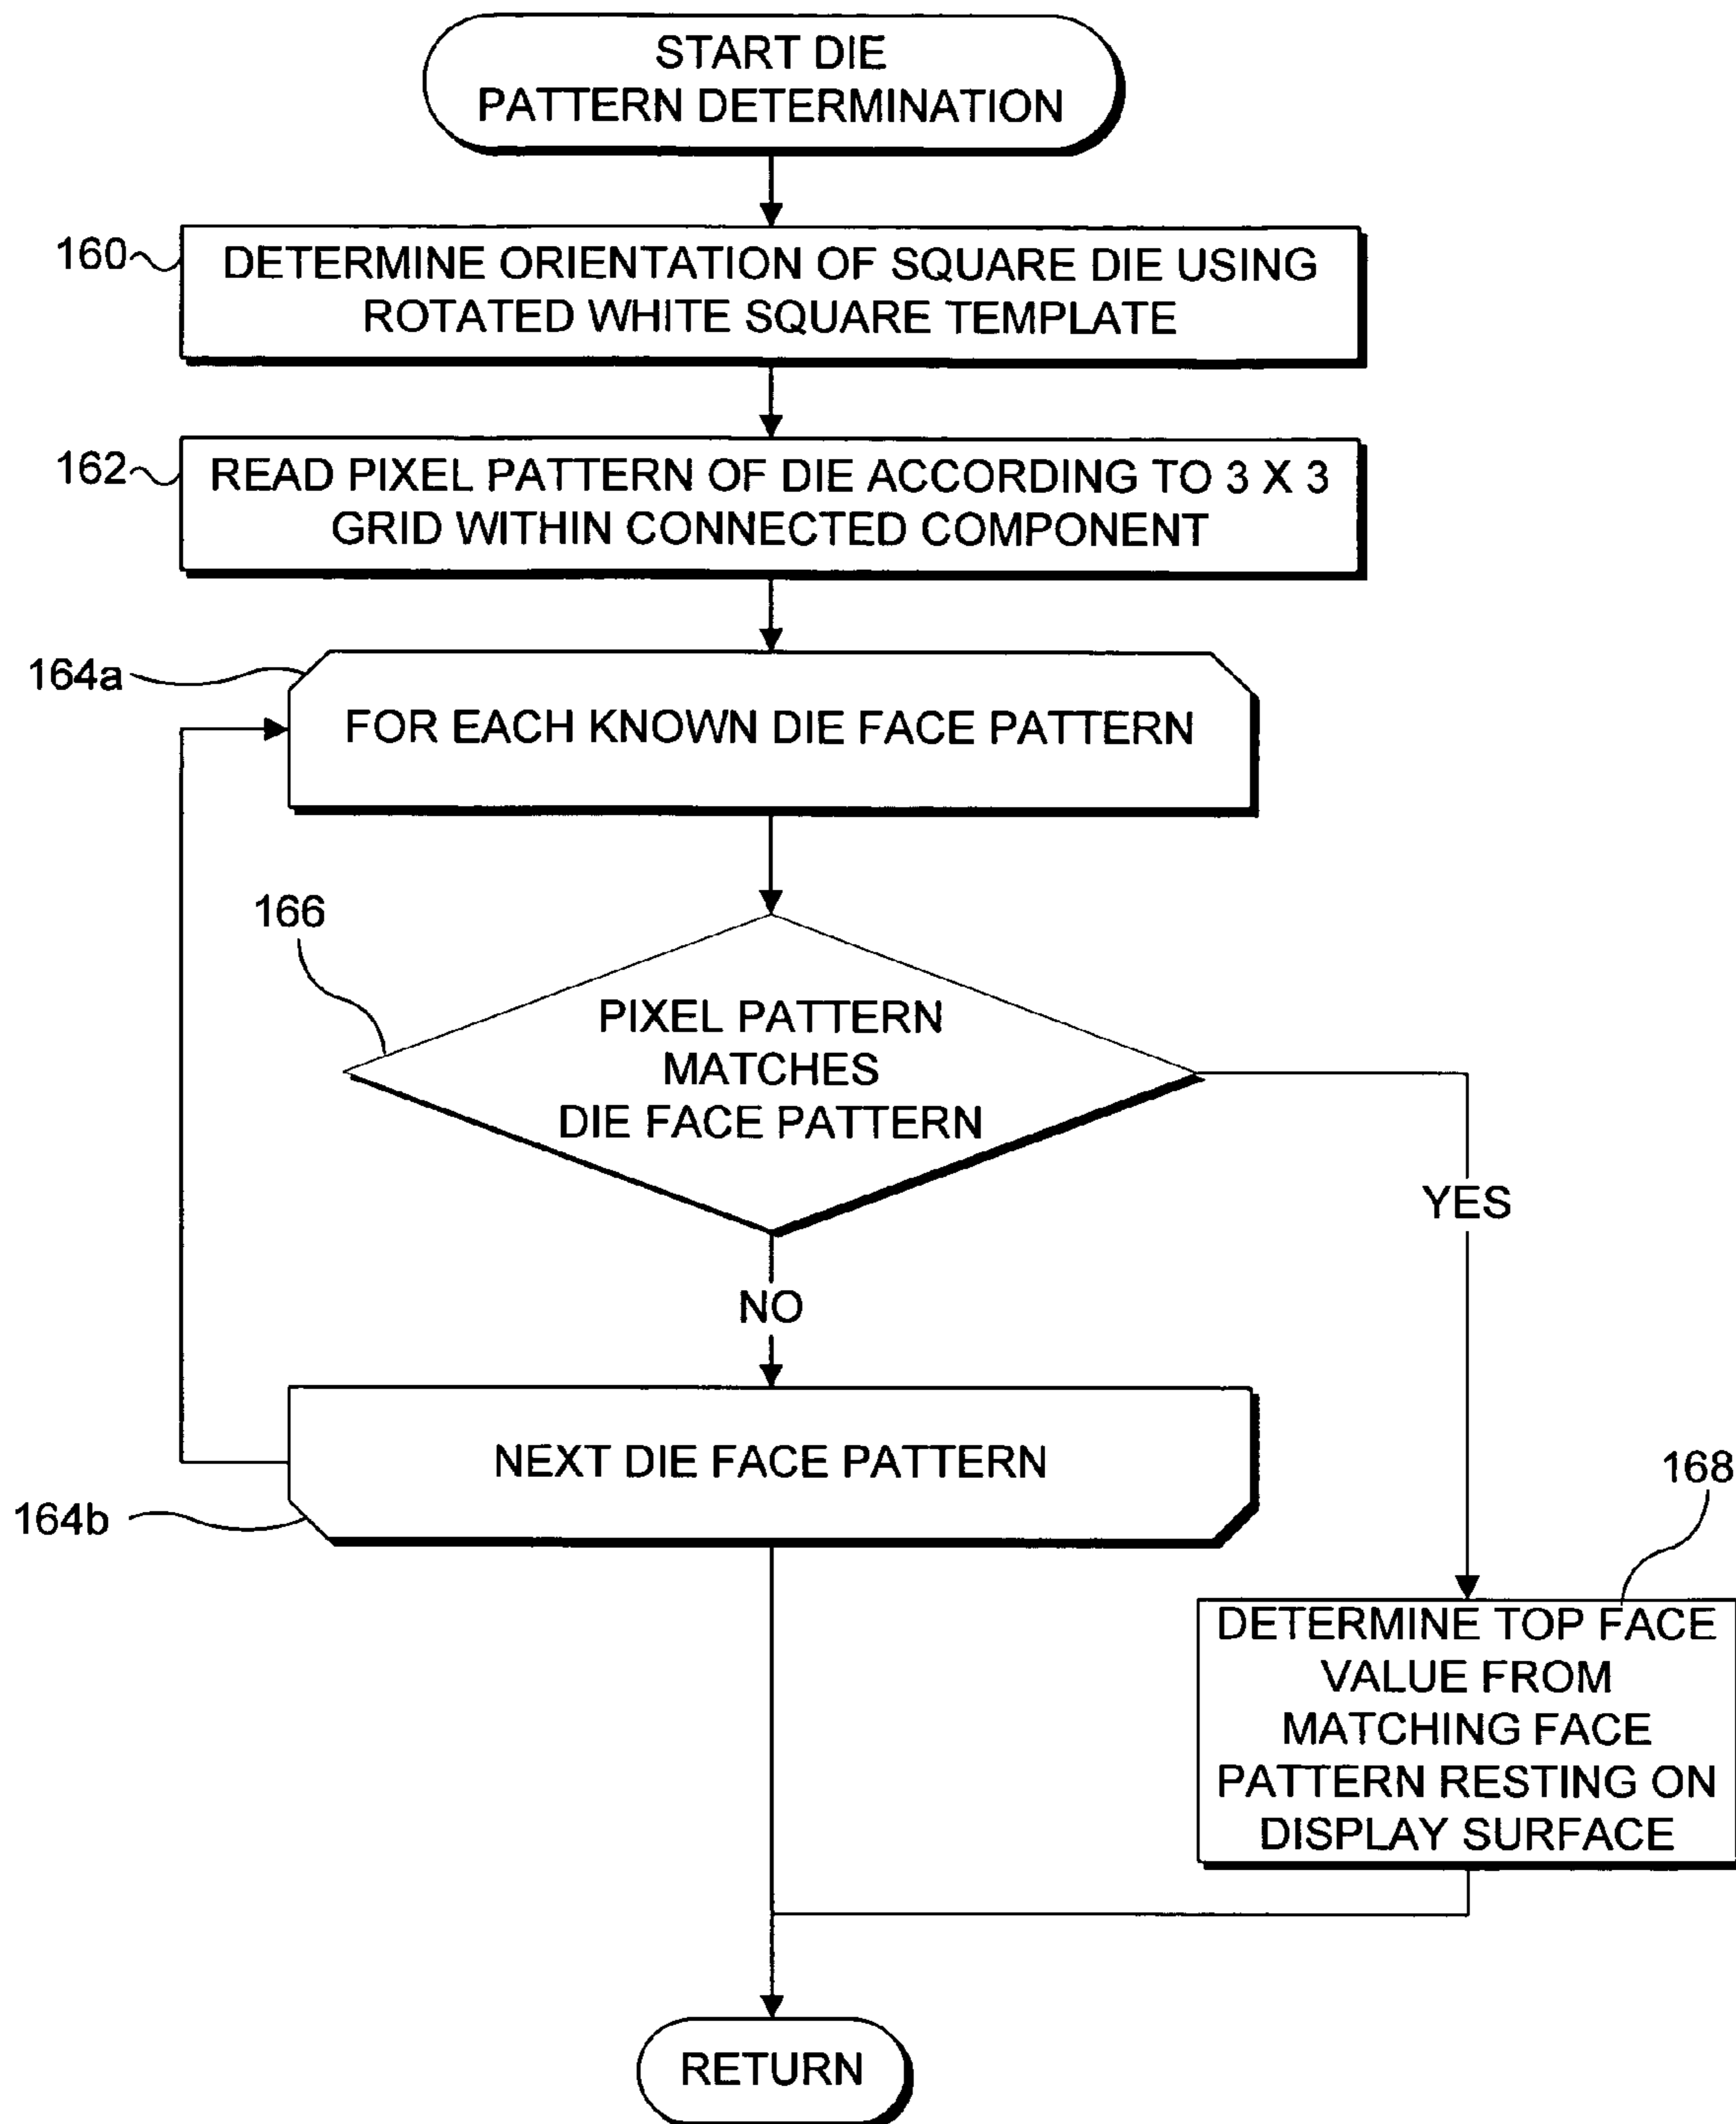 START DIE
PATTERN DETERMINATION
160
DETERMINE ORIENTATION OF SQUARE DIE USING
ROTATED WHITE SQUARE TEMPLATE
162
READ PIXEL PATTERN OF DIE ACCORDING TO 3 X 3
GRID WITHIN CONNECTED COMPONENT
164a
FOR EACH KNOWN DIE FACE PATTERN
166
PIXEL PATTERN
MATCHES
DIE FACE PATTERN
YES
NO
NEXT DIE FACE PATTERN
164b
168
DETERMINE TOP FACE
VALUE FROM
MATCHING FACE
PATTERN RESTING ON
DISPLAY SURFACE
RETURN